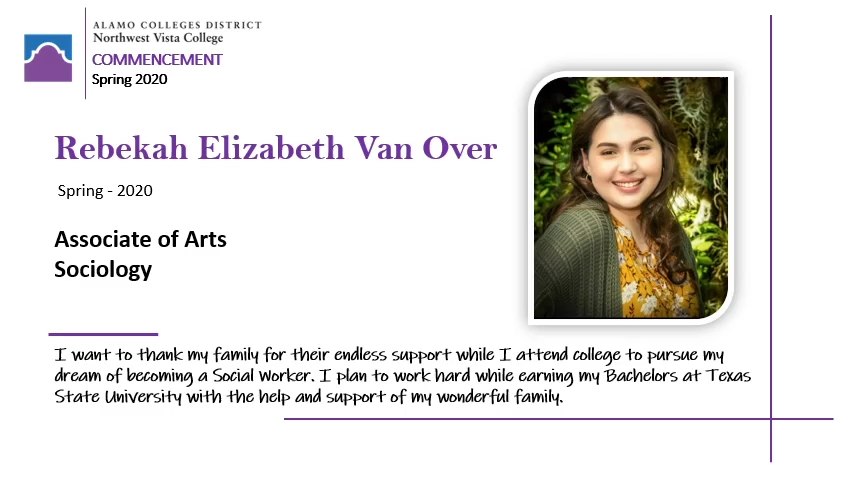 ALAMO COLLEGES DISTRICT
Northwest Vista College
COMMENCEMENT
Spring 2020
Rebekah Elizabeth Van Over
Spring - 2020
Associate of Arts
Sociology
I want to thank my family for their endless support while I attend college to pursue my
dream of becoming a Social Worker. I plan to work hard while earning my Bachelors at Texas
State University with the help and support of my wonderful family.